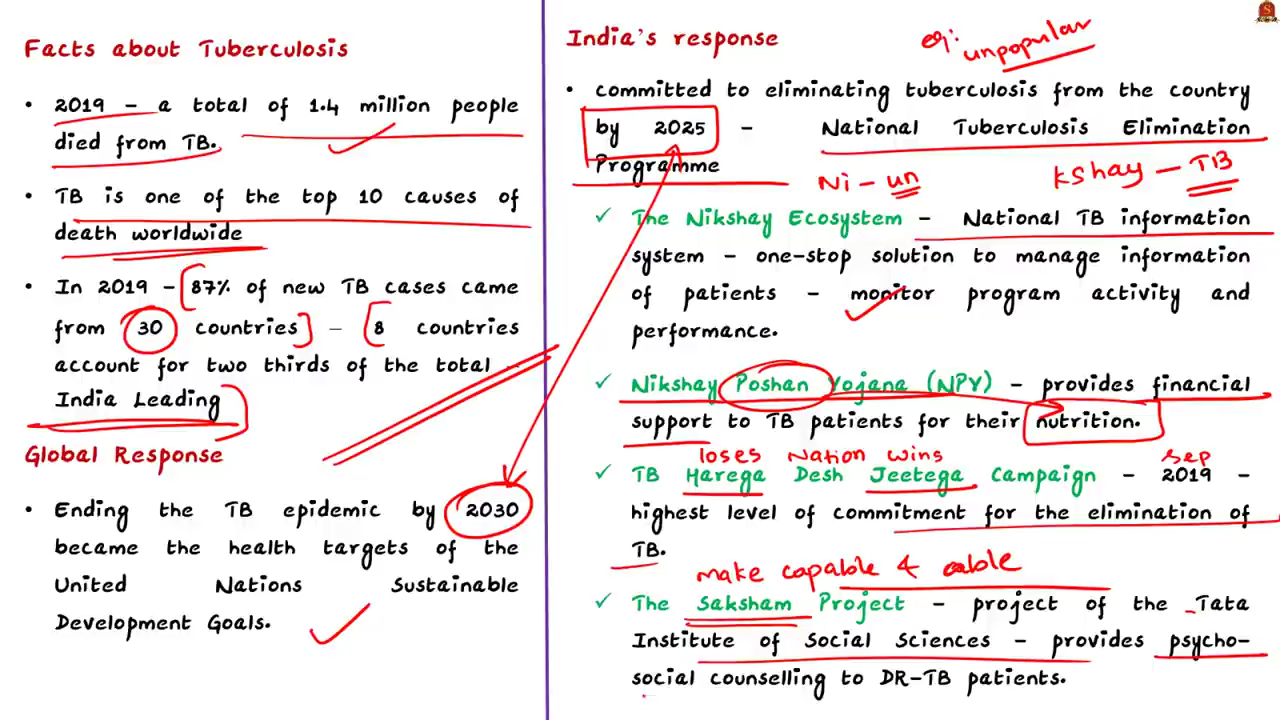 Facts about Tuberculosis
• 2019 – a total of 1.4 million people
died from TB.
• TB is one of the top 10 causes of
death worldwide
• In 2019 – [87% of new TB cases came
from 30 countries] – [8 countries
account for two thirds of the total –
India Leading]
Global Response
• Ending the TB epidemic by 2030
became the health targets of the
United Nations Sustainable
Development Goals.
India's response
eg: unpopular
• committed to eliminating tuberculosis from the country
by 2025 – National Tuberculosis Elimination
Programme
Ni – un
Kshay – TB
✓ The Nikshay Ecosystem – National TB information
system – one-stop solution to manage information
of patients – monitor program activity and
performance.
✓ Nikshay Poshan Yojana (NPY) – provides financial
support to TB patients for their nutrition.
loses Nation wins sep
✓ TB Harega Desh Jeetega Campaign – 2019 –
highest level of commitment for the elimination of
TB.
make capable & able
✓ The Saksham Project – project of the Tata
Institute of Social Sciences – provides psycho-
social counselling to DR-TB patients.